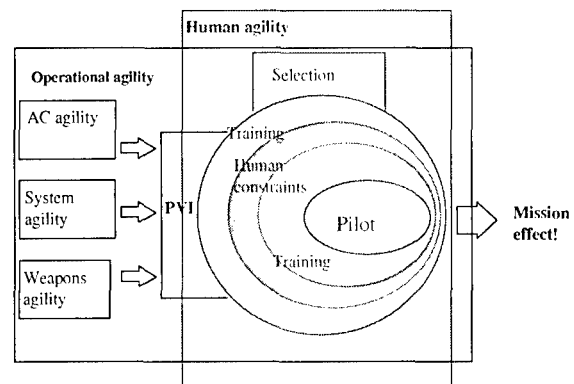 Human agility
Operational agility
Selection
AC agility
Training
Human
constraints
System
agility
PVI
Pilot
Mission
effect!
Training
Weapons
agility